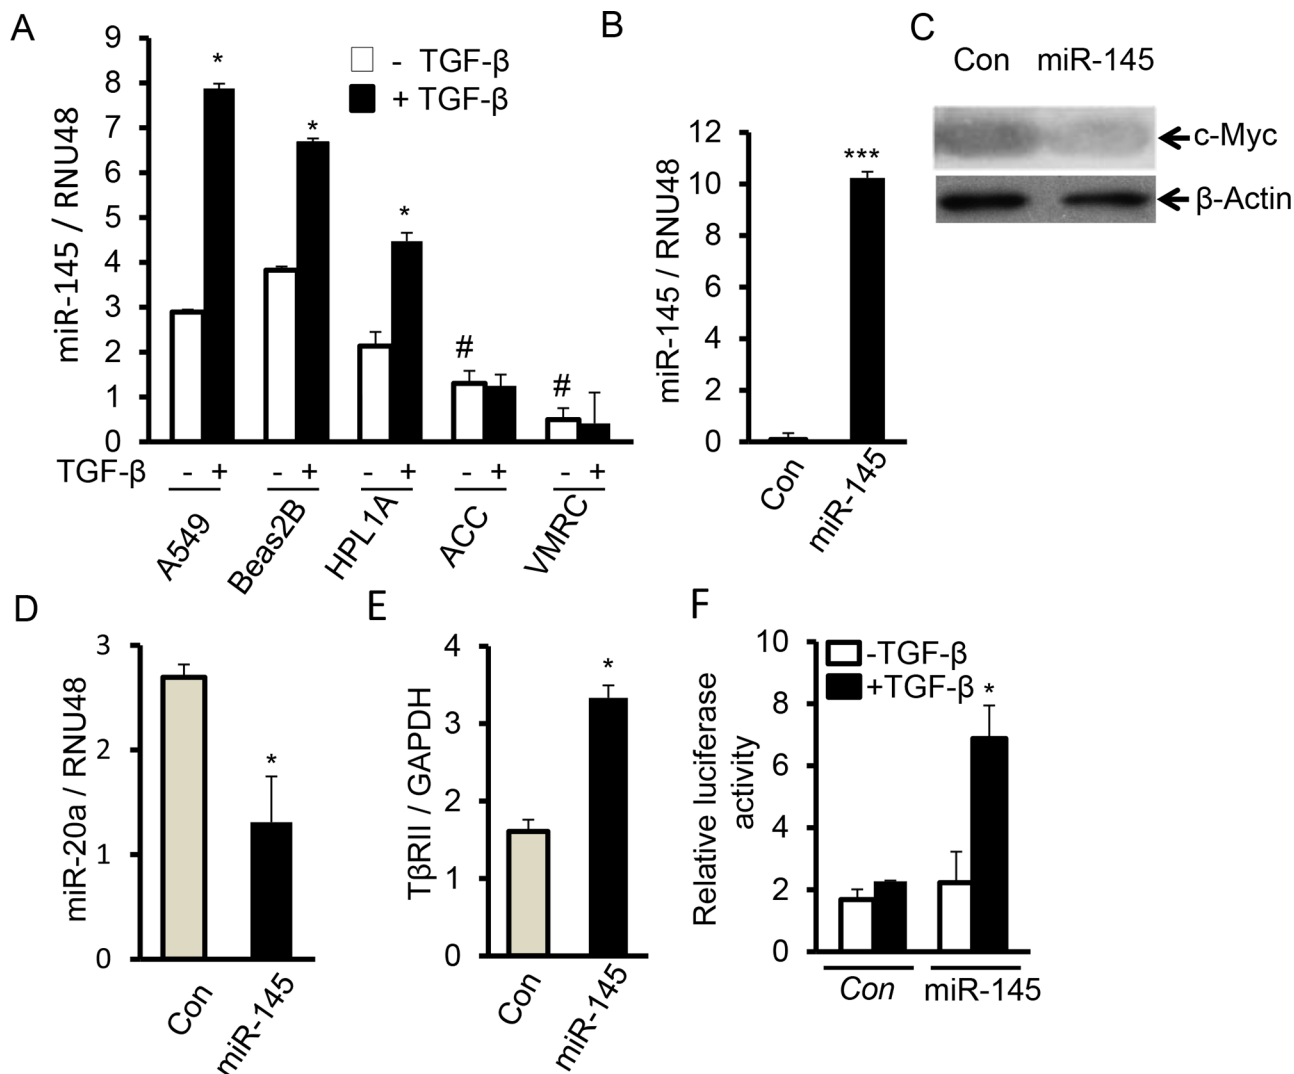 A
miR-145 / RNU48
9
8
7
6
5
4
3
2
1
0
- TGF-β
+ TGF-β
*
*
*
#
#
TGF-β - + - + - + - + - +
A549
Beas2B
HPL1A
ACC
VMRC
B
miR-145 / RNU48
12
10
8
6
4
2
0
***
Con
miR-145
C
Con miR-145
c-Myc
β-Actin
D
miR-20a / RNU48
3
2
1
0
*
Con
miR-145
E
TβRII / GAPDH
4
3
2
1
0
*
Con
miR-145
F
Relative luciferase
activity
10
8
6
4
2
0
-TGF-β
+TGF-β
*
Con
miR-145